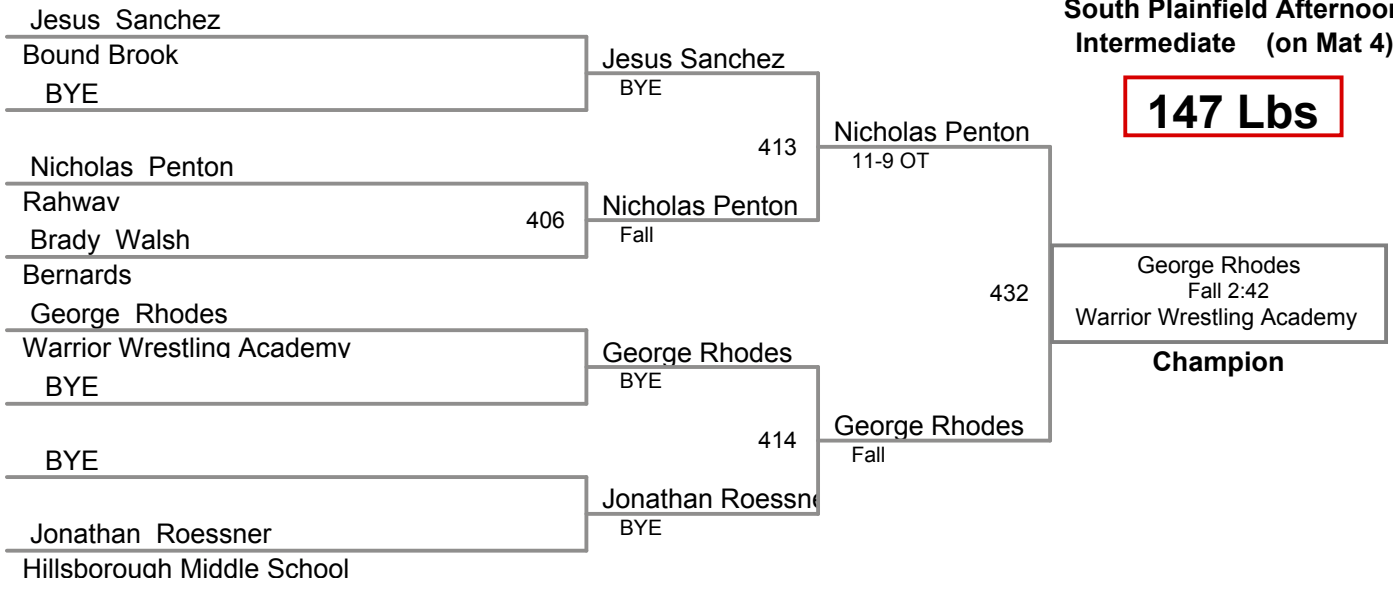 South Plainfield Afternoon
Intermediate (on Mat 4)
147 Lbs
Jesus Sanchez
Bound Brook
BYE
Nicholas Penton
Rahway
Brady Walsh
Bernards
George Rhodes
Warrior Wrestling Academy
BYE
BYE
Jonathan Roessner
Hillsborough Middle School
406
Jesus Sanchez
BYE
Nicholas Penton
Fall
George Rhodes
BYE
Jonathan Roessne
BYE
413
414
Nicholas Penton
11-9 OT
George Rhodes
Fall
432
George Rhodes
Fall 2:42
Warrior Wrestling Academy
Champion